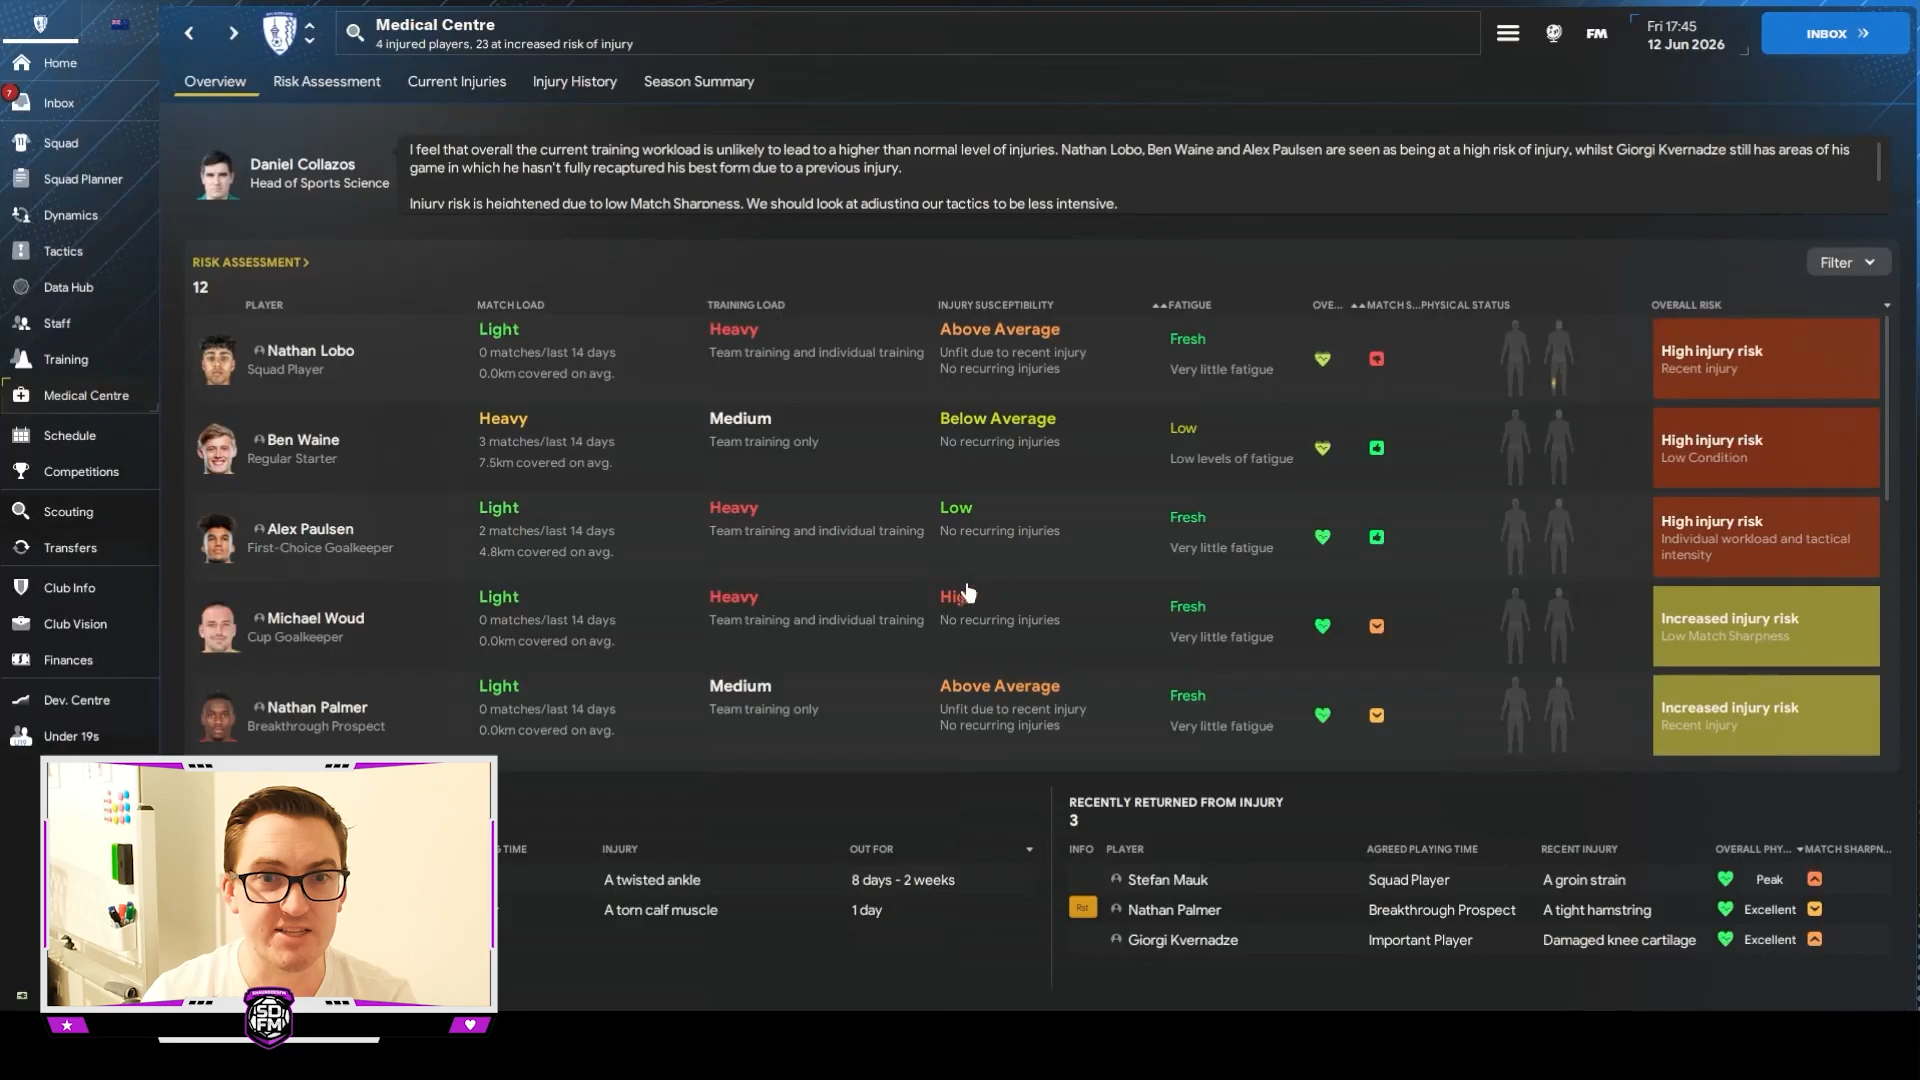 Medical Centre
4 injured players, 23 at increased risk of injury
FM
Fri 17:45
12 Jun 2026
INBOX
Overview
Risk Assessment
Current Injuries
Injury History
Season Summary
Home
7
Inbox
Squad
Squad Planner
Dynamics
Tactics
Data Hub
Staff
Training
Medical Centre
Schedule
Competitions
Scouting
Transfers
Club Info
Club Vision
Finances
Dev. Centre
Under 19s
Daniel Collazos
Head of Sports Science
I feel that overall the current training workload is unlikely to lead to a higher than normal level of injuries. Nathan Lobo, Ben Waine and Alex Paulsen are seen as being at a high risk of injury, whilst Giorgi Kvernadze still has areas of his
game in which he hasn't fully recaptured his best form due to a previous injury.
Injury risk is heightened due to low Match Sharpness. We should look at adjusting our tactics to be less intensive.
RISK ASSESSMENT >
12
Filter
PLAYER MATCH LOAD TRAINING LOAD INJURY SUSCEPTIBILITY FATIGUE OVE... MATCH S... PHYSICAL STATUS OVERALL RISK
Nathan Lobo
Squad Player
Light
0 matches/last 14 days
0.0km covered on avg.
Heavy
Team training and individual training
Above Average
Unfit due to recent injury
No recurring injuries
Fresh
Very little fatigue
High injury risk
Recent injury
Ben Waine
Regular Starter
Heavy
3 matches/last 14 days
7.5km covered on avg.
Medium
Team training only
Below Average
No recurring injuries
Low
Low levels of fatigue
High injury risk
Low Condition
Alex Paulsen
First-Choice Goalkeeper
Light
2 matches/last 14 days
4.8km covered on avg.
Heavy
Team training and individual training
Low
No recurring injuries
Fresh
Very little fatigue
High injury risk
Individual workload and tactical
intensity
Michael Woud
Cup Goalkeeper
Light
0 matches/last 14 days
0.0km covered on avg.
Heavy
Team training and individual training
No recurring injuries
Fresh
Very little fatigue
Increased injury risk
Low Match Sharpness
Nathan Palmer
Breakthrough Prospect
Light
0 matches/last 14 days
0.0km covered on avg.
Medium
Team training only
Above Average
Unfit due to recent injury
No recurring injuries
Fresh
Very little fatigue
Increased injury risk
Recent injury
TIME INJURY OUT FOR
A twisted ankle 8 days - 2 weeks
A torn calf muscle 1 day
RECENTLY RETURNED FROM INJURY
3
INFO PLAYER AGREED PLAYING TIME RECENT INJURY OVERALL PHY... MATCH SHARPN...
Stefan Mauk Squad Player A groin strain Peak
Rst Nathan Palmer Breakthrough Prospect A tight hamstring Excellent
Giorgi Kvernadze Important Player Damaged knee cartilage Excellent
SD
FM